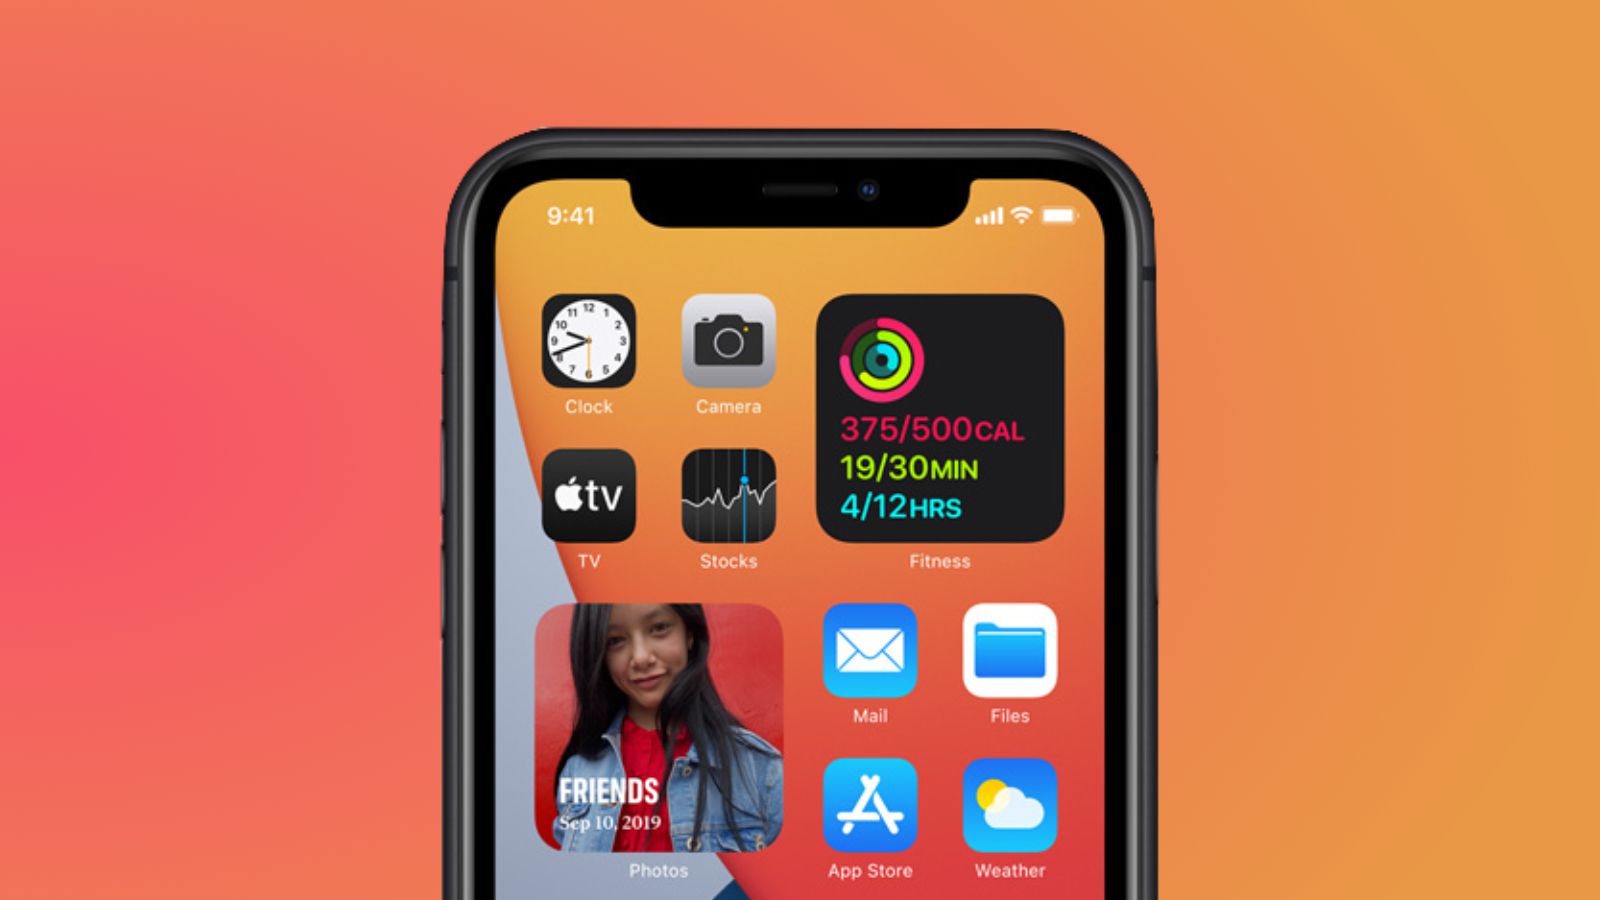 9:41
Clock
Camera
tv
TV
Stocks
375/500CAL
19/30MIN
4/12HRS
Fitness
FRIENDS
Sep 10, 2019
Photos
Mail
Files
App Store
Weather
12
1
2
3
4
5
6
7
8
9
10
11